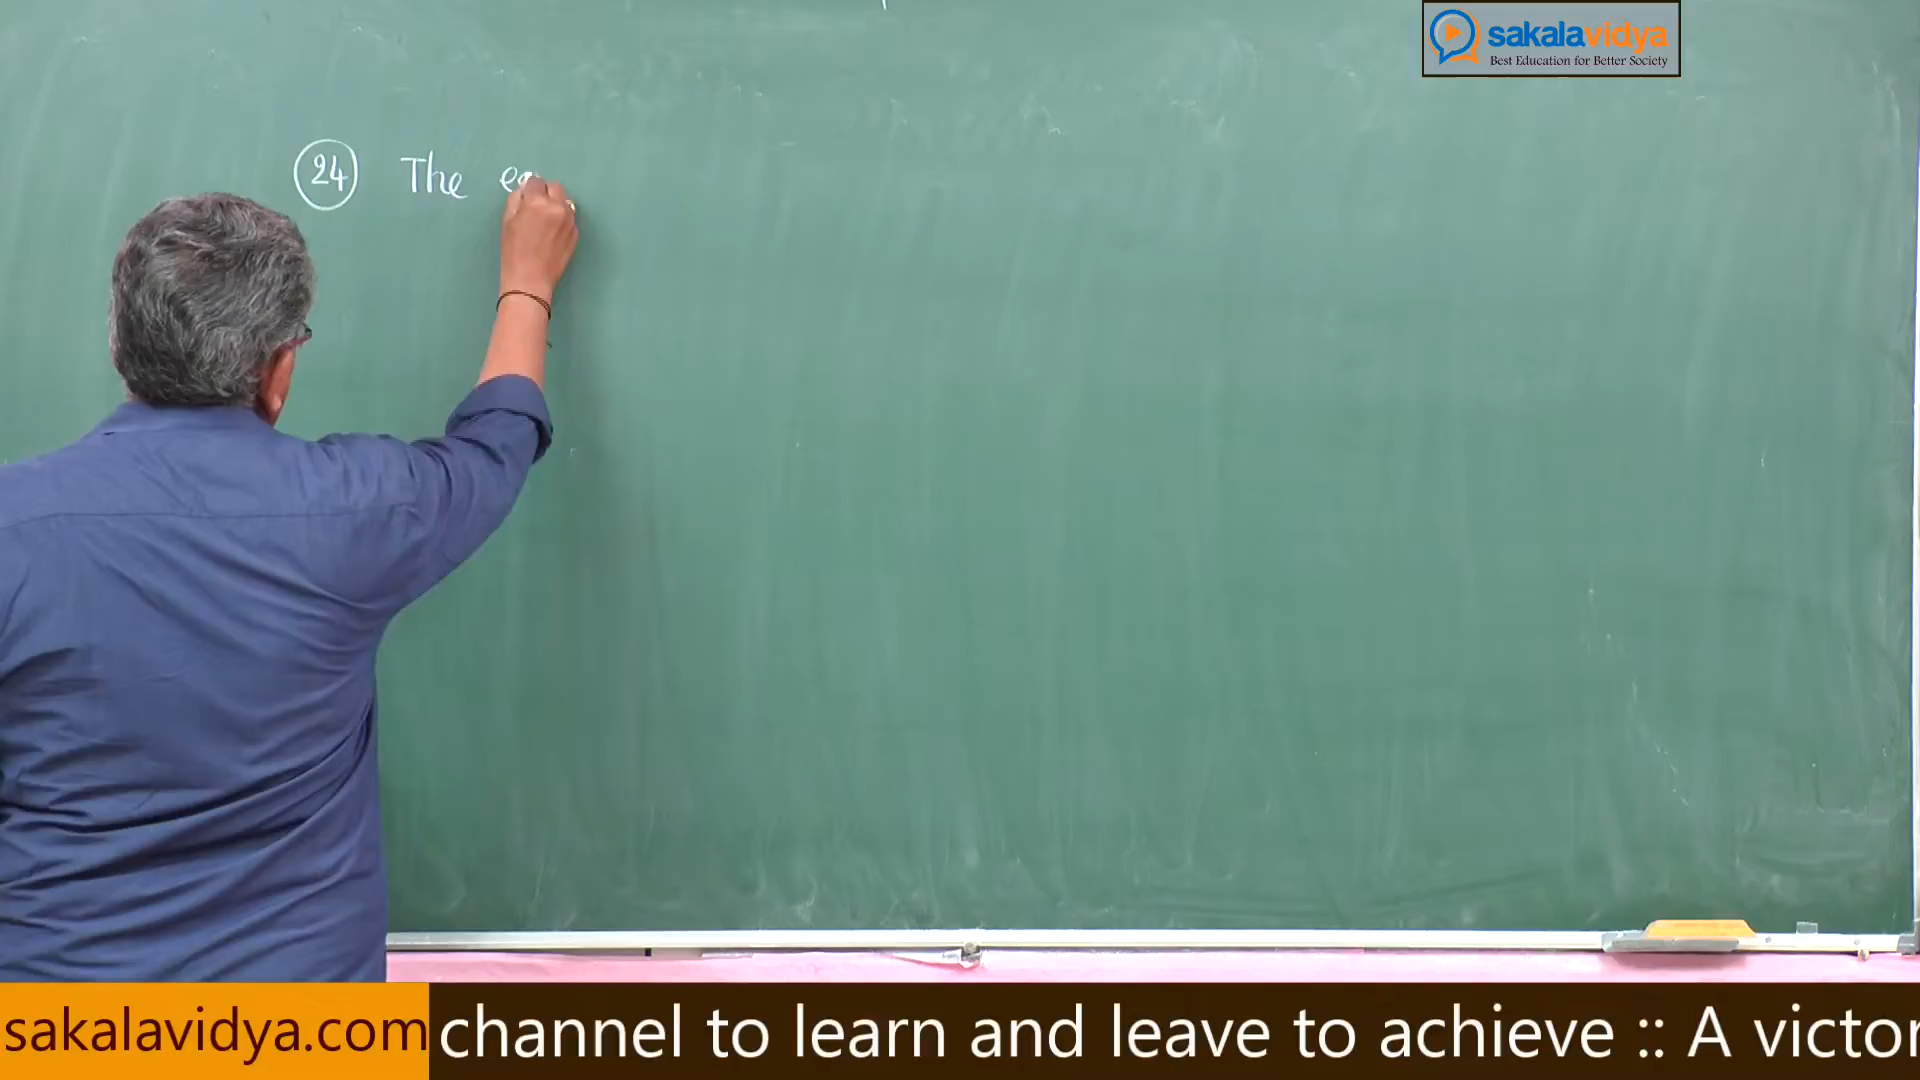 sakalavidya
Best Education for Better Society
24 The
sakalavidya.com channel to learn and leave to achieve :: A victor